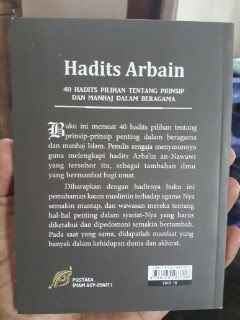 Hadits Arbain
40 HADITS PILIHAN TENTANG PRINSIP
DAN MANHAJ DALAM BERAGAMA
Buku ini memuat 40 hadits pilihan tentang
prinsip-prinsip penting dalam beragama
dan manhaj Islam. Penulis sengaja menyusunnya
guna melengkapi hadits Arba'in an-Nawawi
yang tersohor itu, sebagai tambahan ilmu
yang bermanfaat bagi umat.
Diharapkan dengan hadirnya buku ini
pemahaman kaum muslimin terhadap agama-Nya
semakin mantap, dan wawasan mereka tentang
hal-hal penting dalam syariat-Nya yang harus
diketahui dan dipedomani semakin bertambah.
Pada saat yang sama, didapatlah manfaat yang
banyak dalam kehidupan dunia dan akhirat.
PUSTAKA
IMAM ASY-SYAFI'I